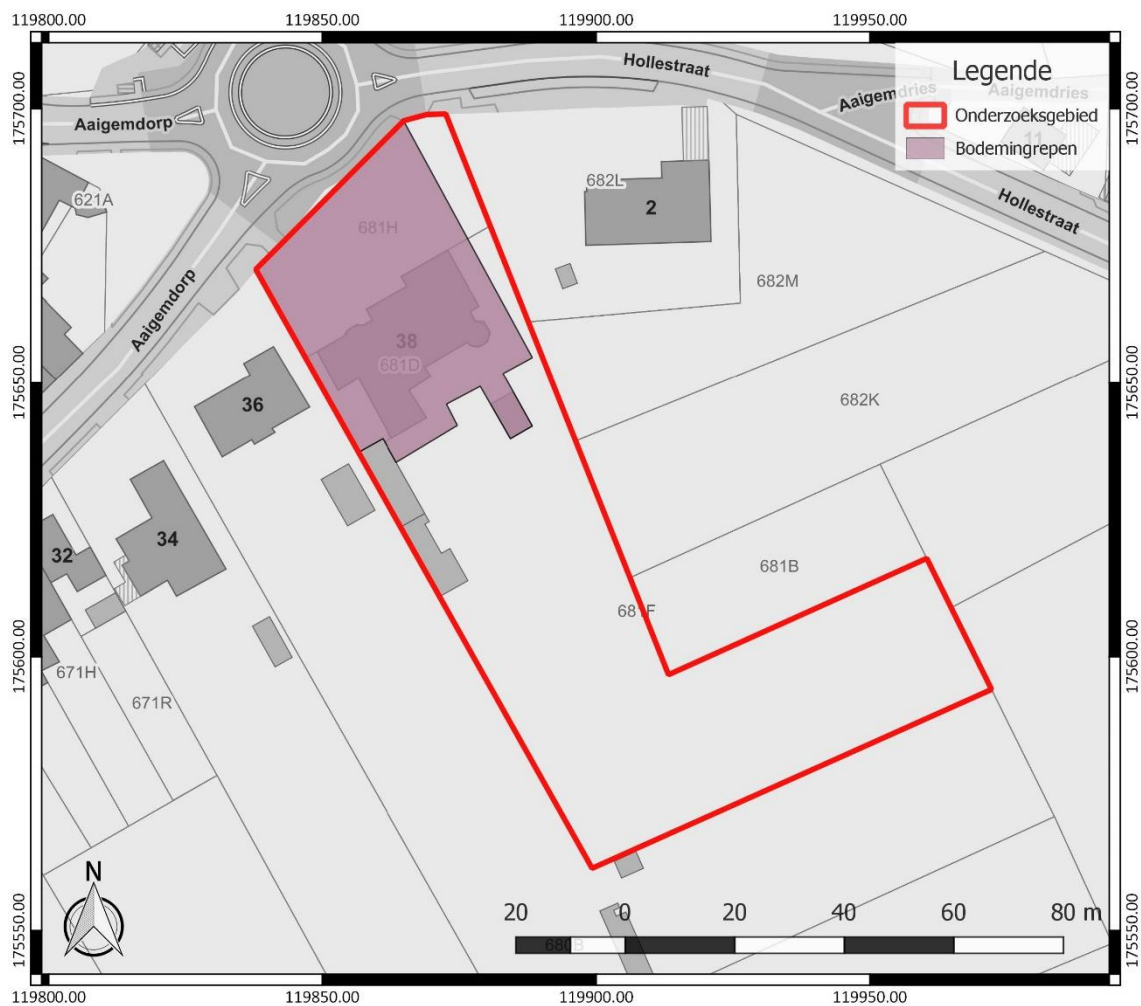 119800.00
119850.00
119900.00
119950.00
175700.00
175700.00
Hollestraat
Legende
Onderzoeksgebied
Bodemingrepen
Aaigemdries
Aaigemdries
11
Aaigemdorp
Hollestraat
621A
682L
2
681H
682M
Aaigemdorp
38
681D
175650.00
175650.00
36
682K
34
32
681B
681F
175600.00
175600.00
671H
671R
N
20 0 20 40 60 80 m
680B
175550.00
175550.00
119800.00
119850.00
119900.00
119950.00